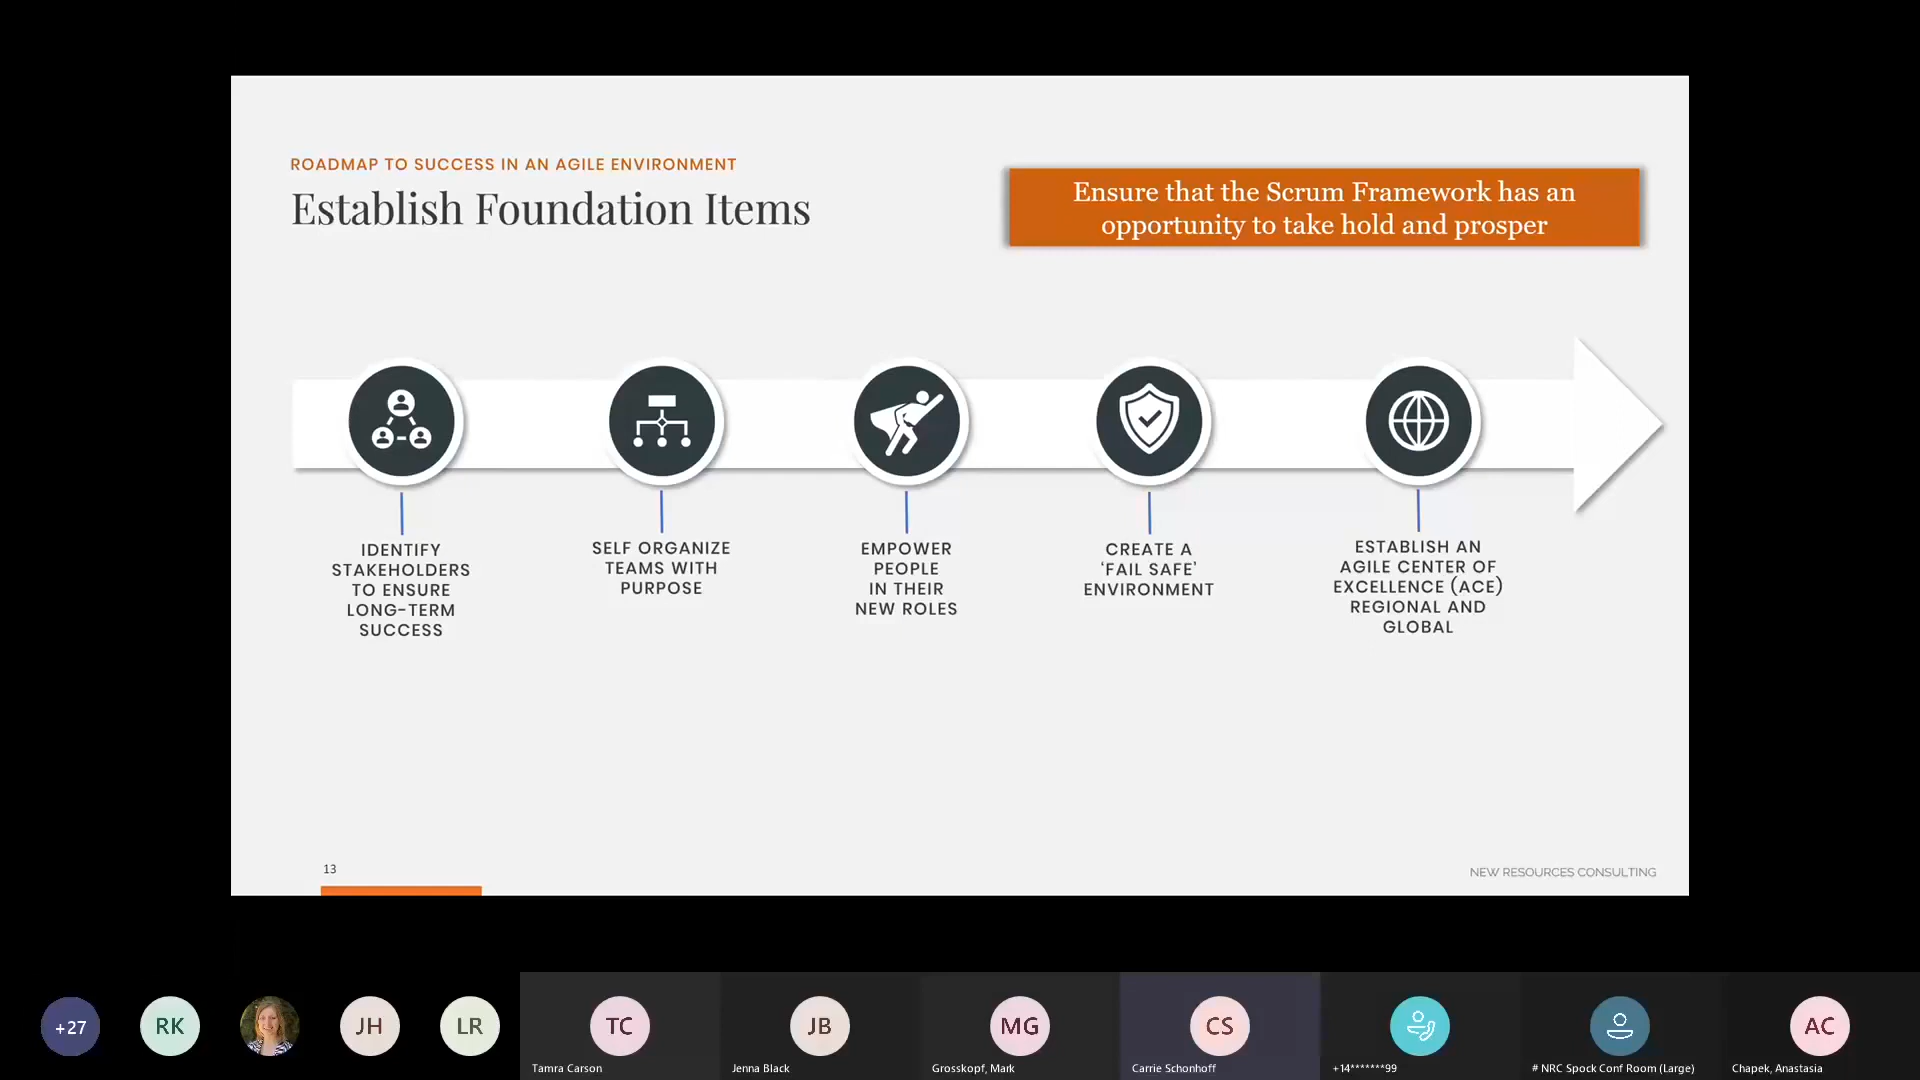 ROADMAP TO SUCCESS IN AN AGILE ENVIRONMENT
Establish Foundation Items
Ensure that the Scrum Framework has an
opportunity to take hold and prosper
IDENTIFY
STAKEHOLDERS
TO ENSURE
LONG-TERM
SUCCESS
SELF ORGANIZE
TEAMS WITH
PURPOSE
EMPOWER
PEOPLE
IN THEIR
NEW ROLES
CREATE A
‘FAIL SAFE’
ENVIRONMENT
ESTABLISH AN
AGILE CENTER OF
EXCELLENCE (ACE)
REGIONAL AND
GLOBAL
13
NEW RESOURCES CONSULTING
+27
RK
JH
LR
TC
Tamra Carson
JB
Jenna Black
MG
Grosskopf, Mark
CS
Carrie Schonhoff
+14*******99
# NRC Spock Conf Room (Large)
AC
Chapek, Anastasia